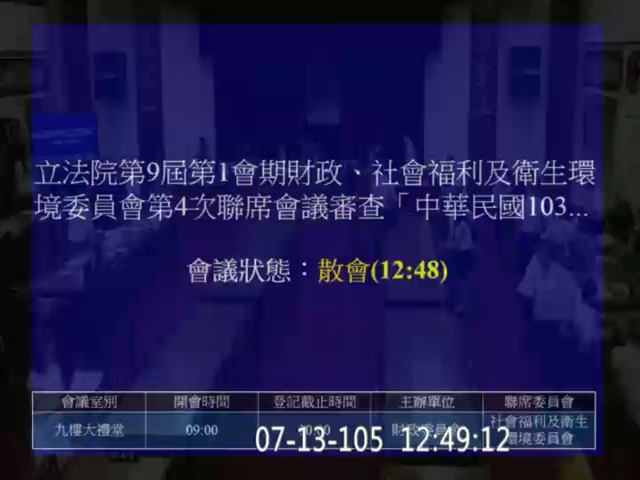 立法院第9屆第1會期財政、社會福利及衛生環
境委員會第4次聯席會議審查「中華民國103...
會議狀態：散會(12:48)
會議室別 開會時間 登記截止時間 主辦單位 聯席委員會
九樓大禮堂 09:00 財政委員會 社會福利及衛生
環境委員會
07-13-105 12:49:12